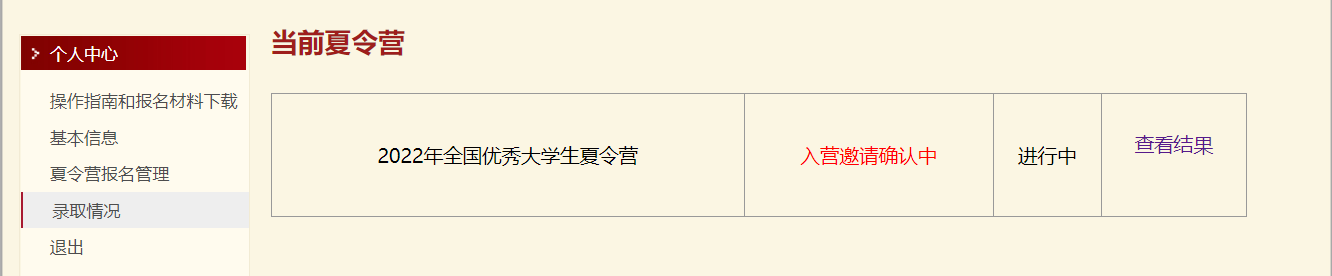 当前夏令营
个人中心
操作指南和报名材料下载
基本信息
夏令营报名管理
录取情况
退出
2022年全国优秀大学生夏令营
入营邀请确认中
进行中
查看结果